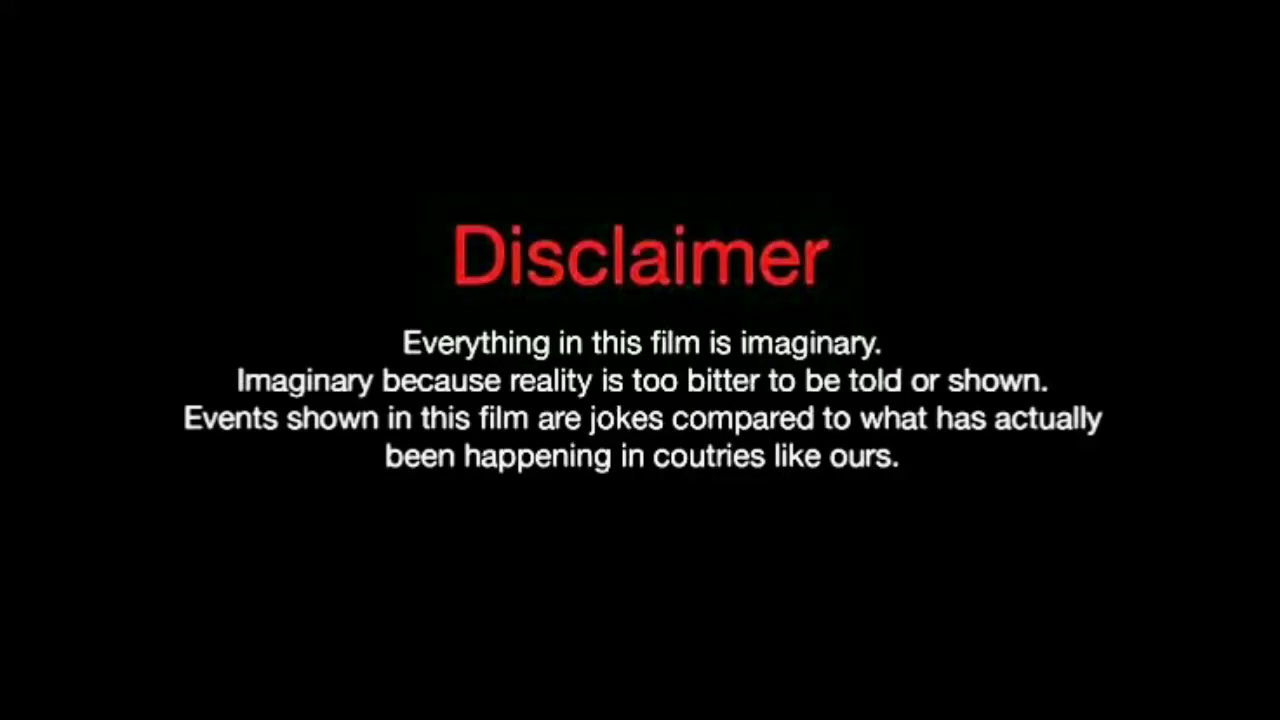 Disclaimer
Everything in this film is imaginary.
Imaginary because reality is too bitter to be told or shown.
Events shown in this film are jokes compared to what has actually
been happening in coutries like ours.